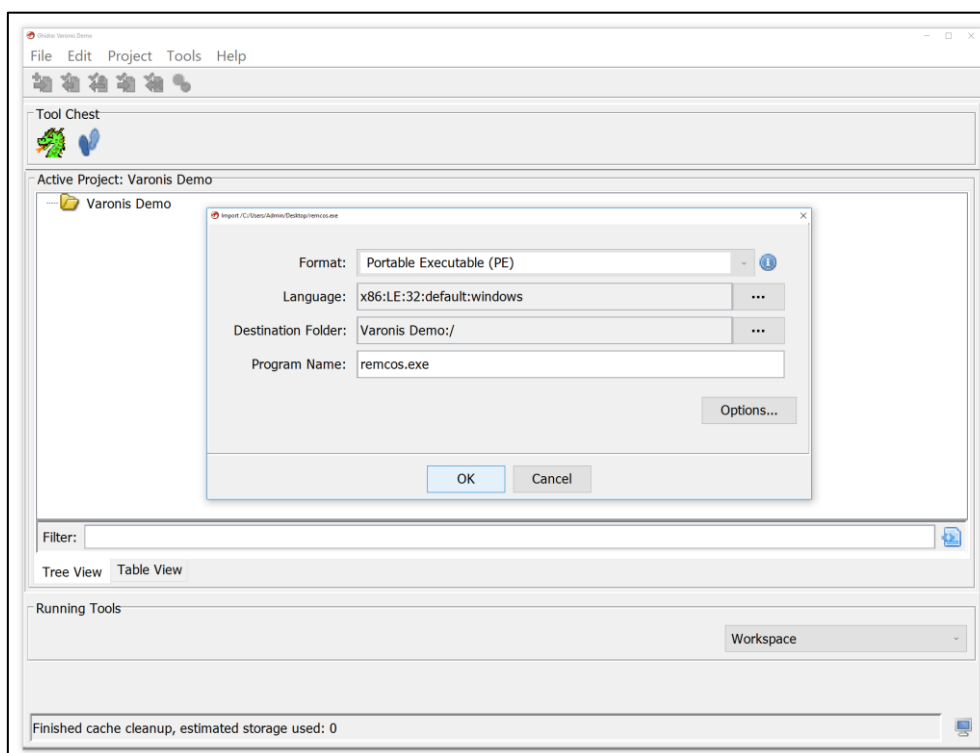 Ghidra: Varonis Demo
File Edit Project Tools Help
Tool Chest
Active Project: Varonis Demo
Varonis Demo
Import /C:/Users/Admin/Desktop/remcos.exe
Format: Portable Executable (PE)
Language: x86:LE:32:default:windows ...
Destination Folder: Varonis Demo:/ ...
Program Name: remcos.exe
Options...
OK Cancel
Filter:
Tree View Table View
Running Tools
Workspace
Finished cache cleanup, estimated storage used: 0